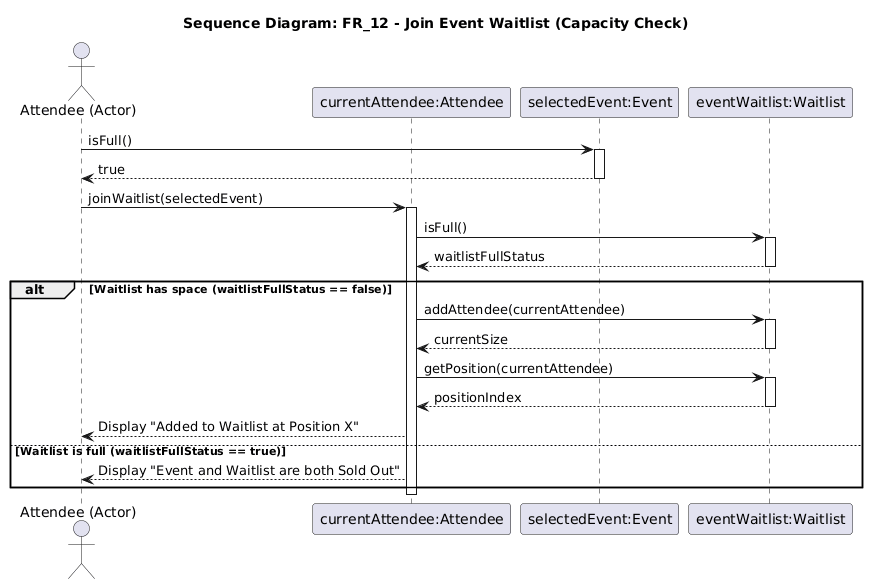 Sequence Diagram: FR_12 - Join Event Waitlist (Capacity Check)
Attendee (Actor)
currentAttendee:Attendee
selectedEvent:Event
eventWaitlist:Waitlist
isFull()
true
joinWaitlist(selectedEvent)
isFull()
waitlistFullStatus
alt
[Waitlist has space (waitlistFullStatus == false)]
addAttendee(currentAttendee)
currentSize
getPosition(currentAttendee)
positionIndex
Display "Added to Waitlist at Position X"
[Waitlist is full (waitlistFullStatus == true)]
Display "Event and Waitlist are both Sold Out"
Attendee (Actor)
currentAttendee:Attendee
selectedEvent:Event
eventWaitlist:Waitlist